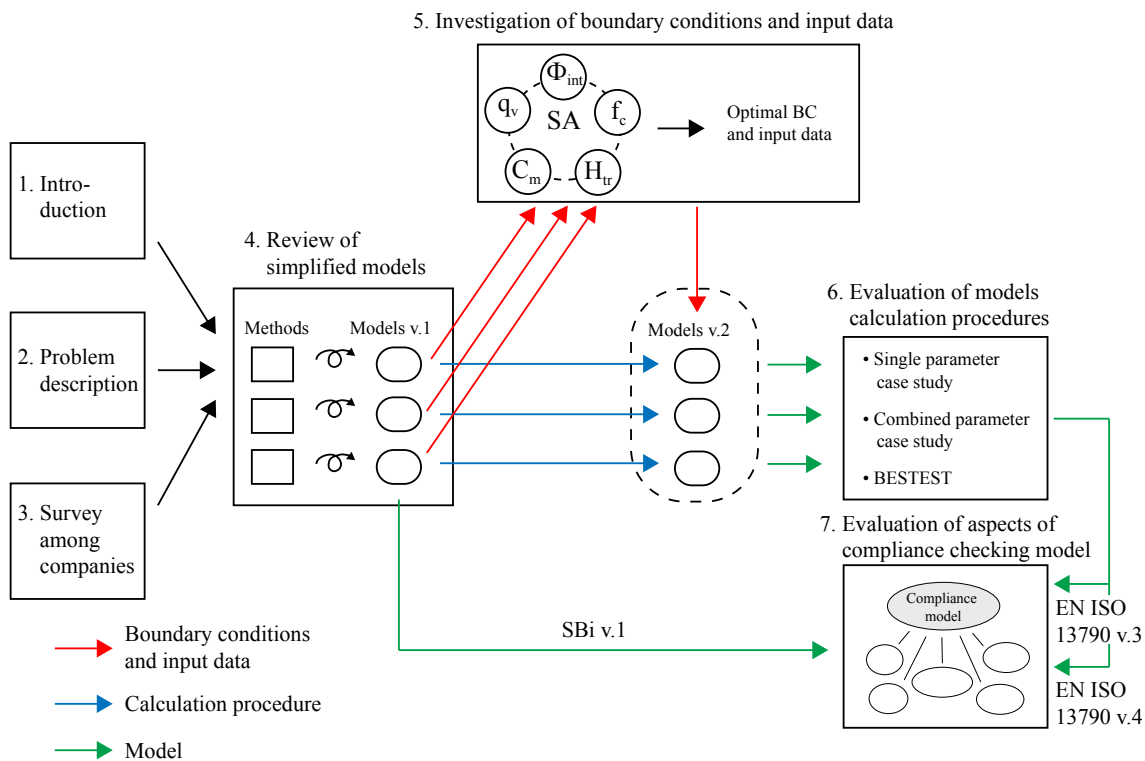 5. Investigation of boundary conditions and input data
Φint
qv
fc
SA
Cm
Htr
Optimal BC
and input data
1. Intro-
duction
2. Problem
description
3. Survey
among
companies
4. Review of
simplified models
Methods
Models v.1
Models v.2
6. Evaluation of models
calculation procedures
• Single parameter
case study
• Combined parameter
case study
• BESTEST
7. Evaluation of aspects of
compliance checking model
Compliance
model
EN ISO
13790 v.3
EN ISO
13790 v.4
SBi v.1
Boundary conditions
and input data
Calculation procedure
Model